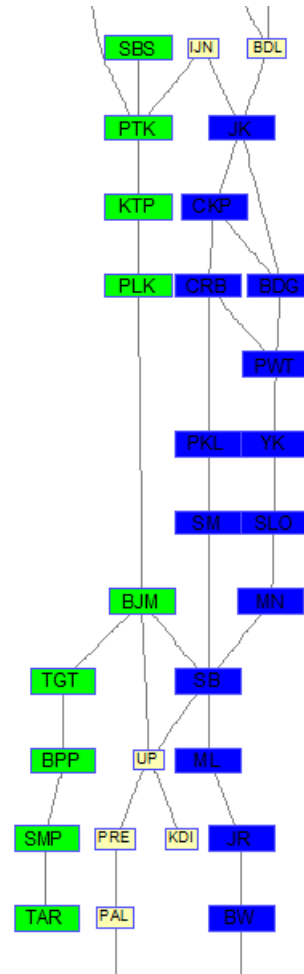 SBS IJN BDL
PTK JK
KTP CKP
PLK CRB BDG
PWT
PKL YK
SM SLO
BJM MN
TGT SB
BPP UP ML
SMP PRE KDI JR
TAR PAL BW